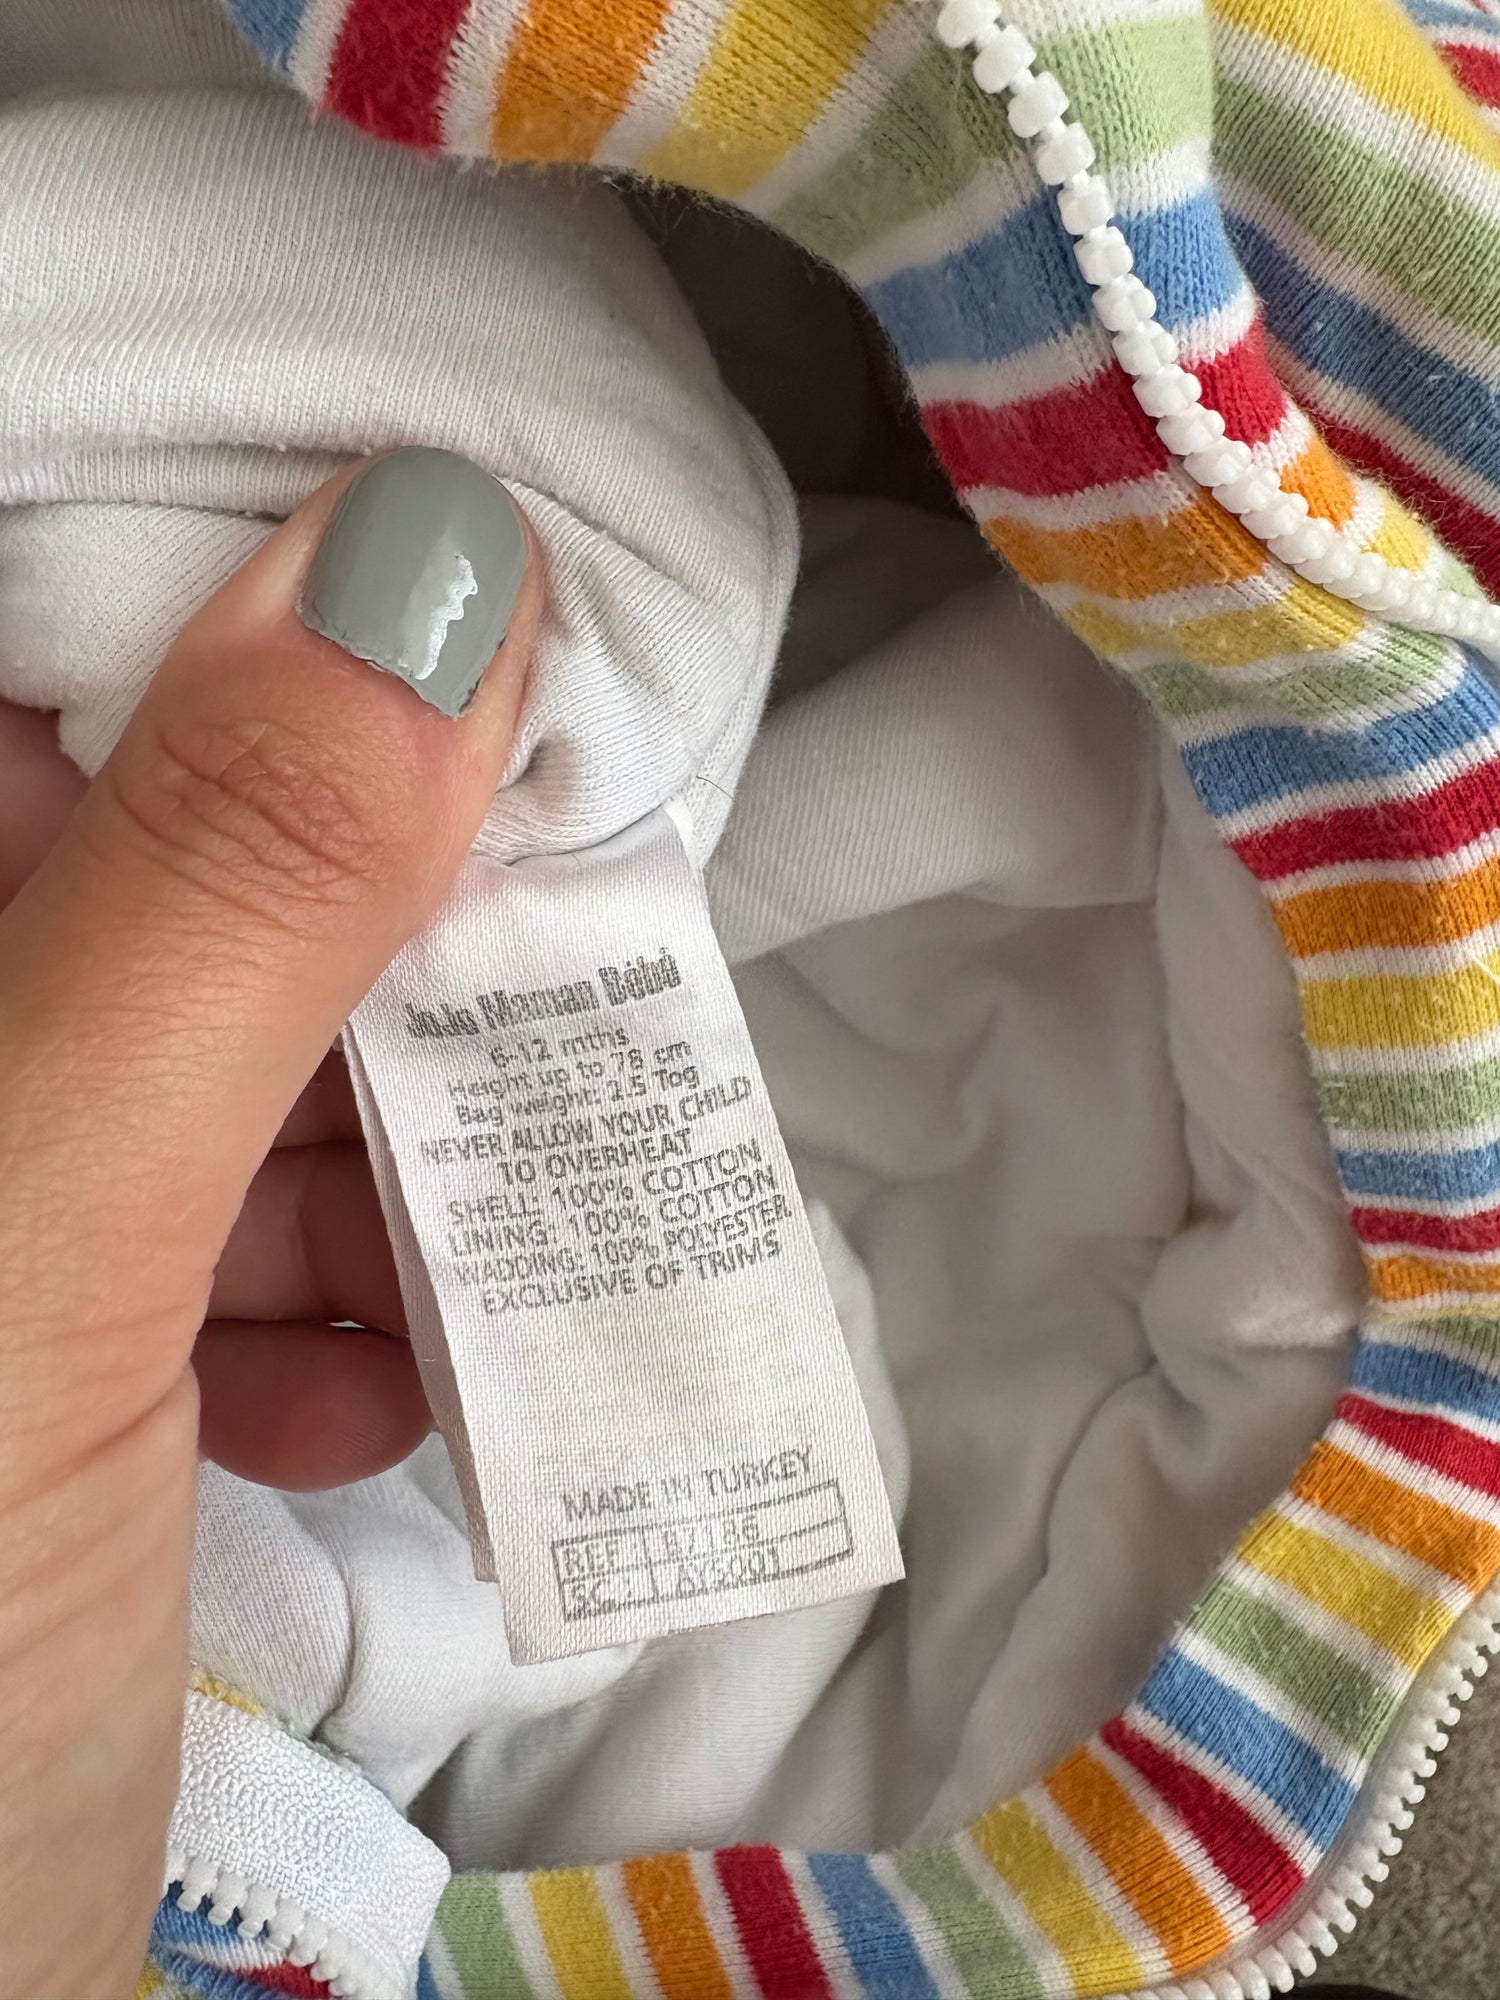 JoJo Maman Bébé
6-12 mths
Height up to 78 cm
Bag weight: 2.5 Tog
NEVER ALLOW YOUR CHILD
TO OVERHEAT
SHELL: 100% COTTON
LINING: 100% COTTON
WADDING: 100% POLYESTER
EXCLUSIVE OF TRIMS
MADE IN TURKEY
REF :
SC. :